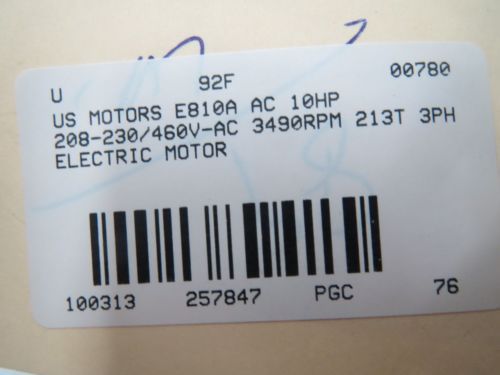 U 92F 00780
US MOTORS E810A AC 10HP
208-230/460V-AC 3490RPM 213T 3PH
ELECTRIC MOTOR
100313 257847 PGC 76